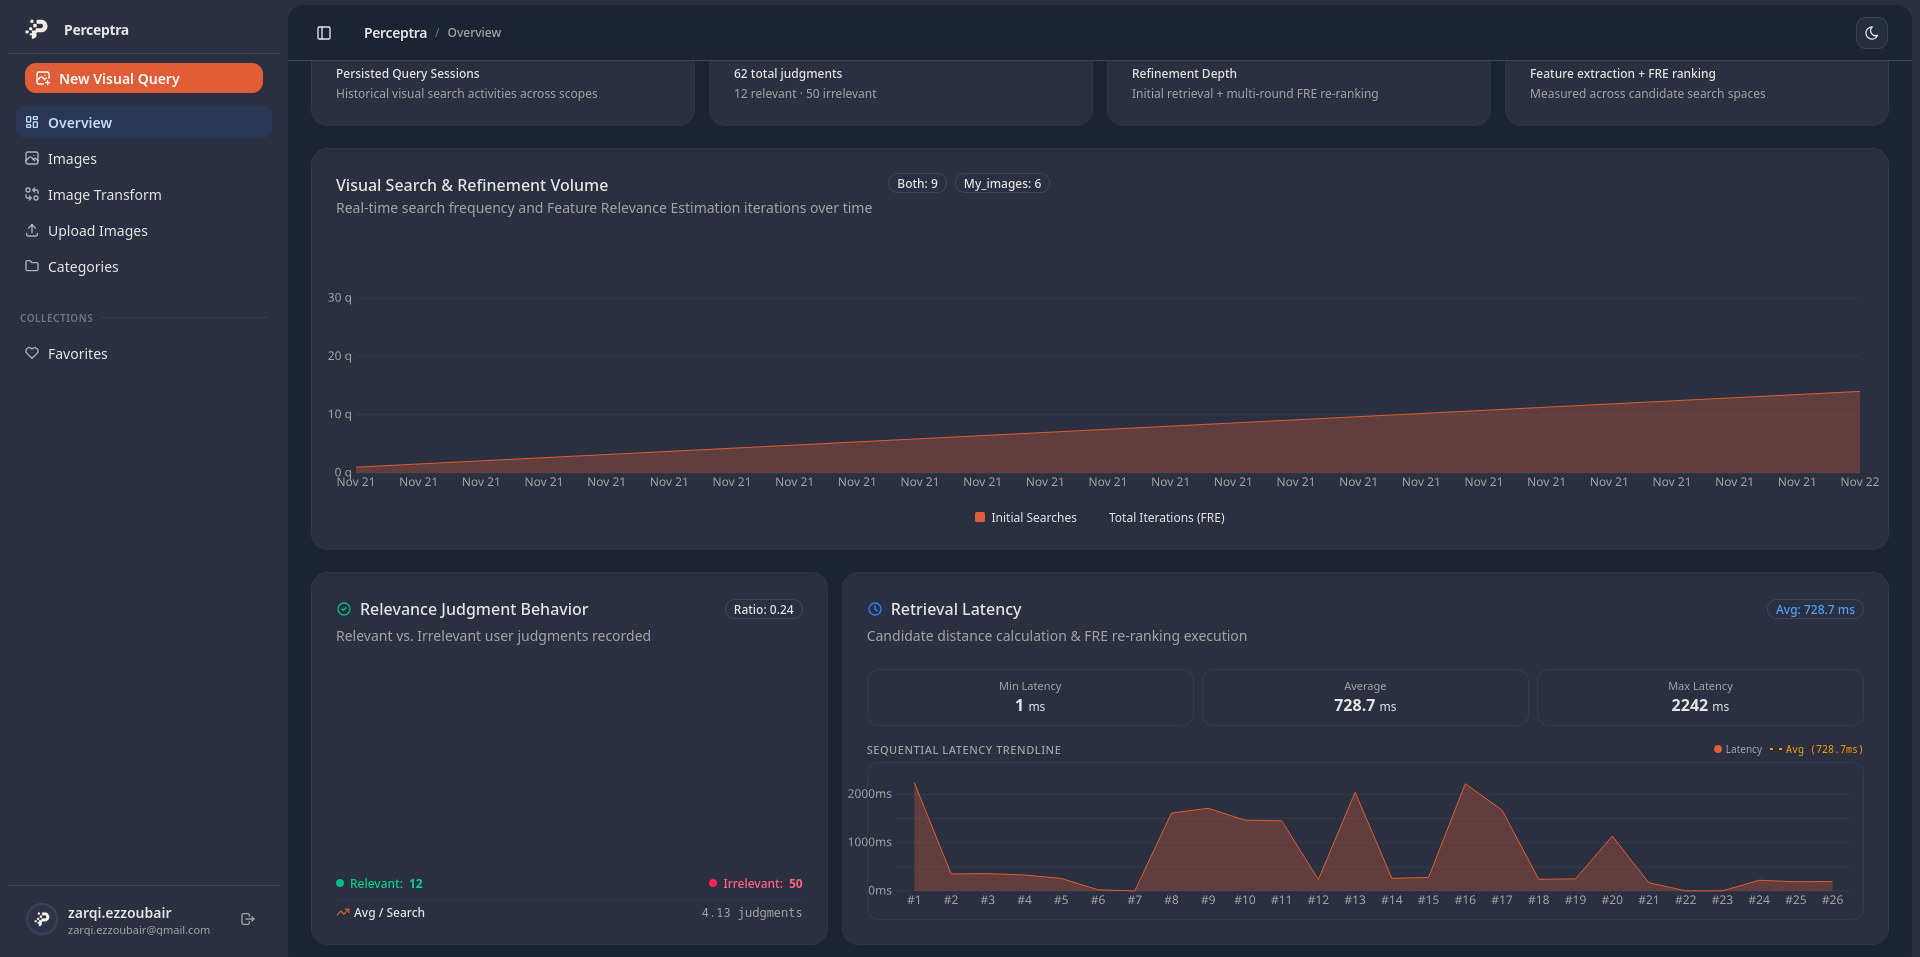 Perceptra
New Visual Query
Overview
Images
Image Transform
Upload Images
Categories
COLLECTIONS
Favorites
zarqi.ezzoubair
zarqi.ezzoubair@gmail.com
Perceptra / Overview
Persisted Query Sessions
Historical visual search activities across scopes
62 total judgments
12 relevant · 50 irrelevant
Refinement Depth
Initial retrieval + multi-round FRE re-ranking
Feature extraction + FRE ranking
Measured across candidate search spaces
Visual Search & Refinement Volume
Both: 9
My_images: 6
Real-time search frequency and Feature Relevance Estimation iterations over time
30 q
20 q
10 q
0 q
Nov 21 Nov 21 Nov 21 Nov 21 Nov 21 Nov 21 Nov 21 Nov 21 Nov 21 Nov 21 Nov 21 Nov 21 Nov 21 Nov 21 Nov 21 Nov 21 Nov 21 Nov 21 Nov 21 Nov 21 Nov 21 Nov 21 Nov 21 Nov 21 Nov 22
Initial Searches Total Iterations (FRE)
Relevance Judgment Behavior
Ratio: 0.24
Relevant vs. Irrelevant user judgments recorded
Relevant: 12
Irrelevant: 50
Avg / Search
4.13 judgments
Retrieval Latency
Avg: 728.7 ms
Candidate distance calculation & FRE re-ranking execution
Min Latency
1 ms
Average
728.7 ms
Max Latency
2242 ms
SEQUENTIAL LATENCY TRENDLINE
Latency Avg (728.7ms)
2000ms
1000ms
0ms
#1 #2 #3 #4 #5 #6 #7 #8 #9 #10 #11 #12 #13 #14 #15 #16 #17 #18 #19 #20 #21 #22 #23 #24 #25 #26